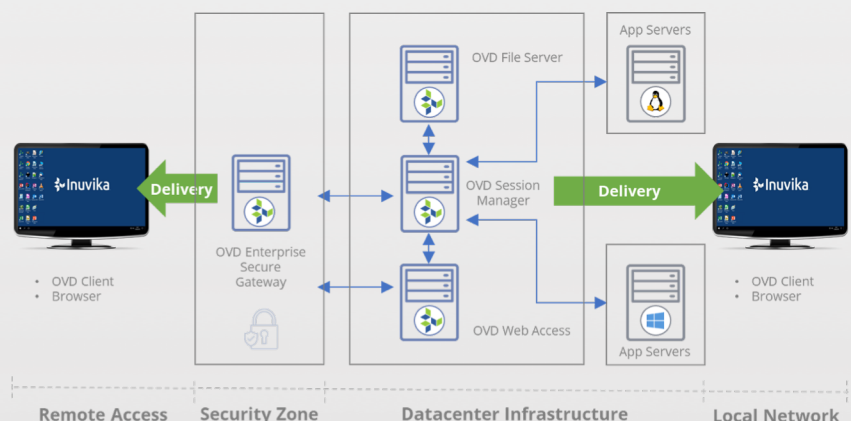 App Servers
OVD File Server
Inuvika
Delivery
OVD Enterprise
Secure
Gateway
OVD Session
Manager
Delivery
Inuvika
• OVD Client
• Browser
OVD Web Access
App Servers
• OVD Client
• Browser
Remote Access
Security Zone
Datacenter Infrastructure
Local Network